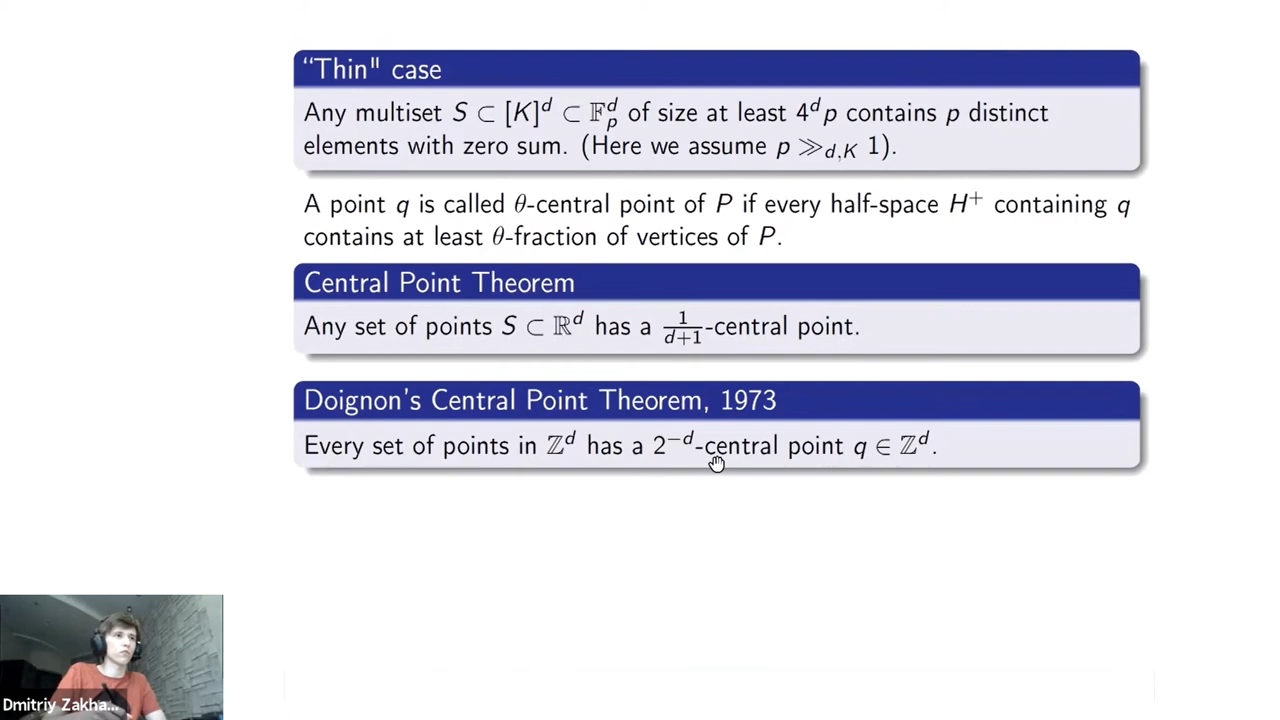 “Thin" case
Any multiset S ⊂ [K]^d ⊂ 𝔽_p^d of size at least 4^d p contains p distinct
elements with zero sum. (Here we assume p ≫_{d,K} 1).
A point q is called θ-central point of P if every half-space H^+ containing q
contains at least θ-fraction of vertices of P.
Central Point Theorem
Any set of points S ⊂ ℝ^d has a 1/(d+1)-central point.
Doignon's Central Point Theorem, 1973
Every set of points in ℤ^d has a 2^{-d}-central point q ∈ ℤ^d.
Dmitriy Zakha...